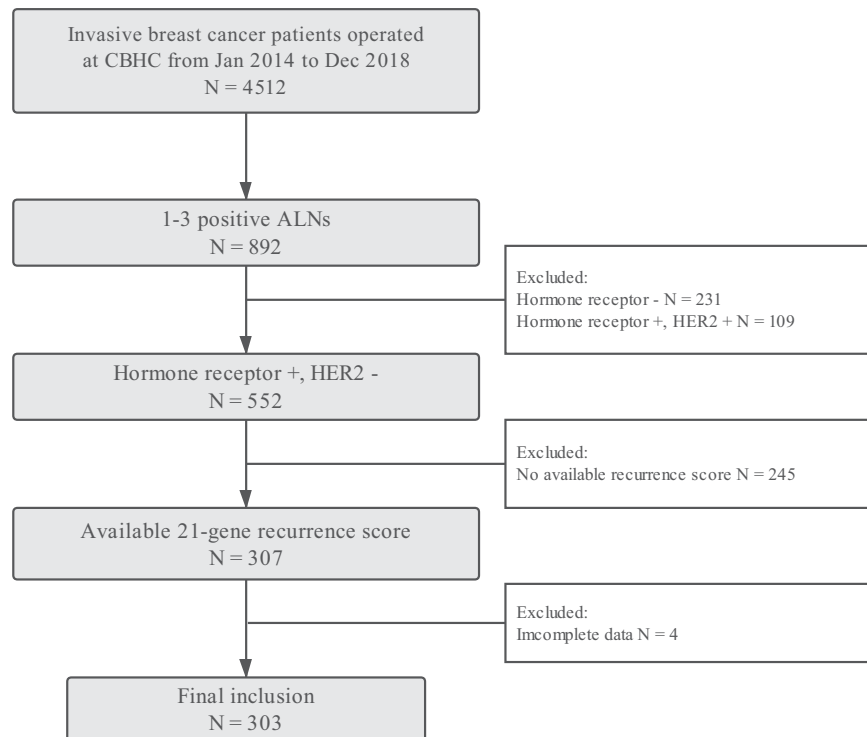 Invasive breast cancer patients operated
at CBHC from Jan 2014 to Dec 2018
N = 4512
1-3 positive ALNs
N = 892
Excluded:
Hormone receptor - N = 231
Hormone receptor +, HER2 + N = 109
Hormone receptor +, HER2 -
N = 552
Excluded:
No available recurrence score N = 245
Available 21-gene recurrence score
N = 307
Excluded:
Imcomplete data N = 4
Final inclusion
N = 303